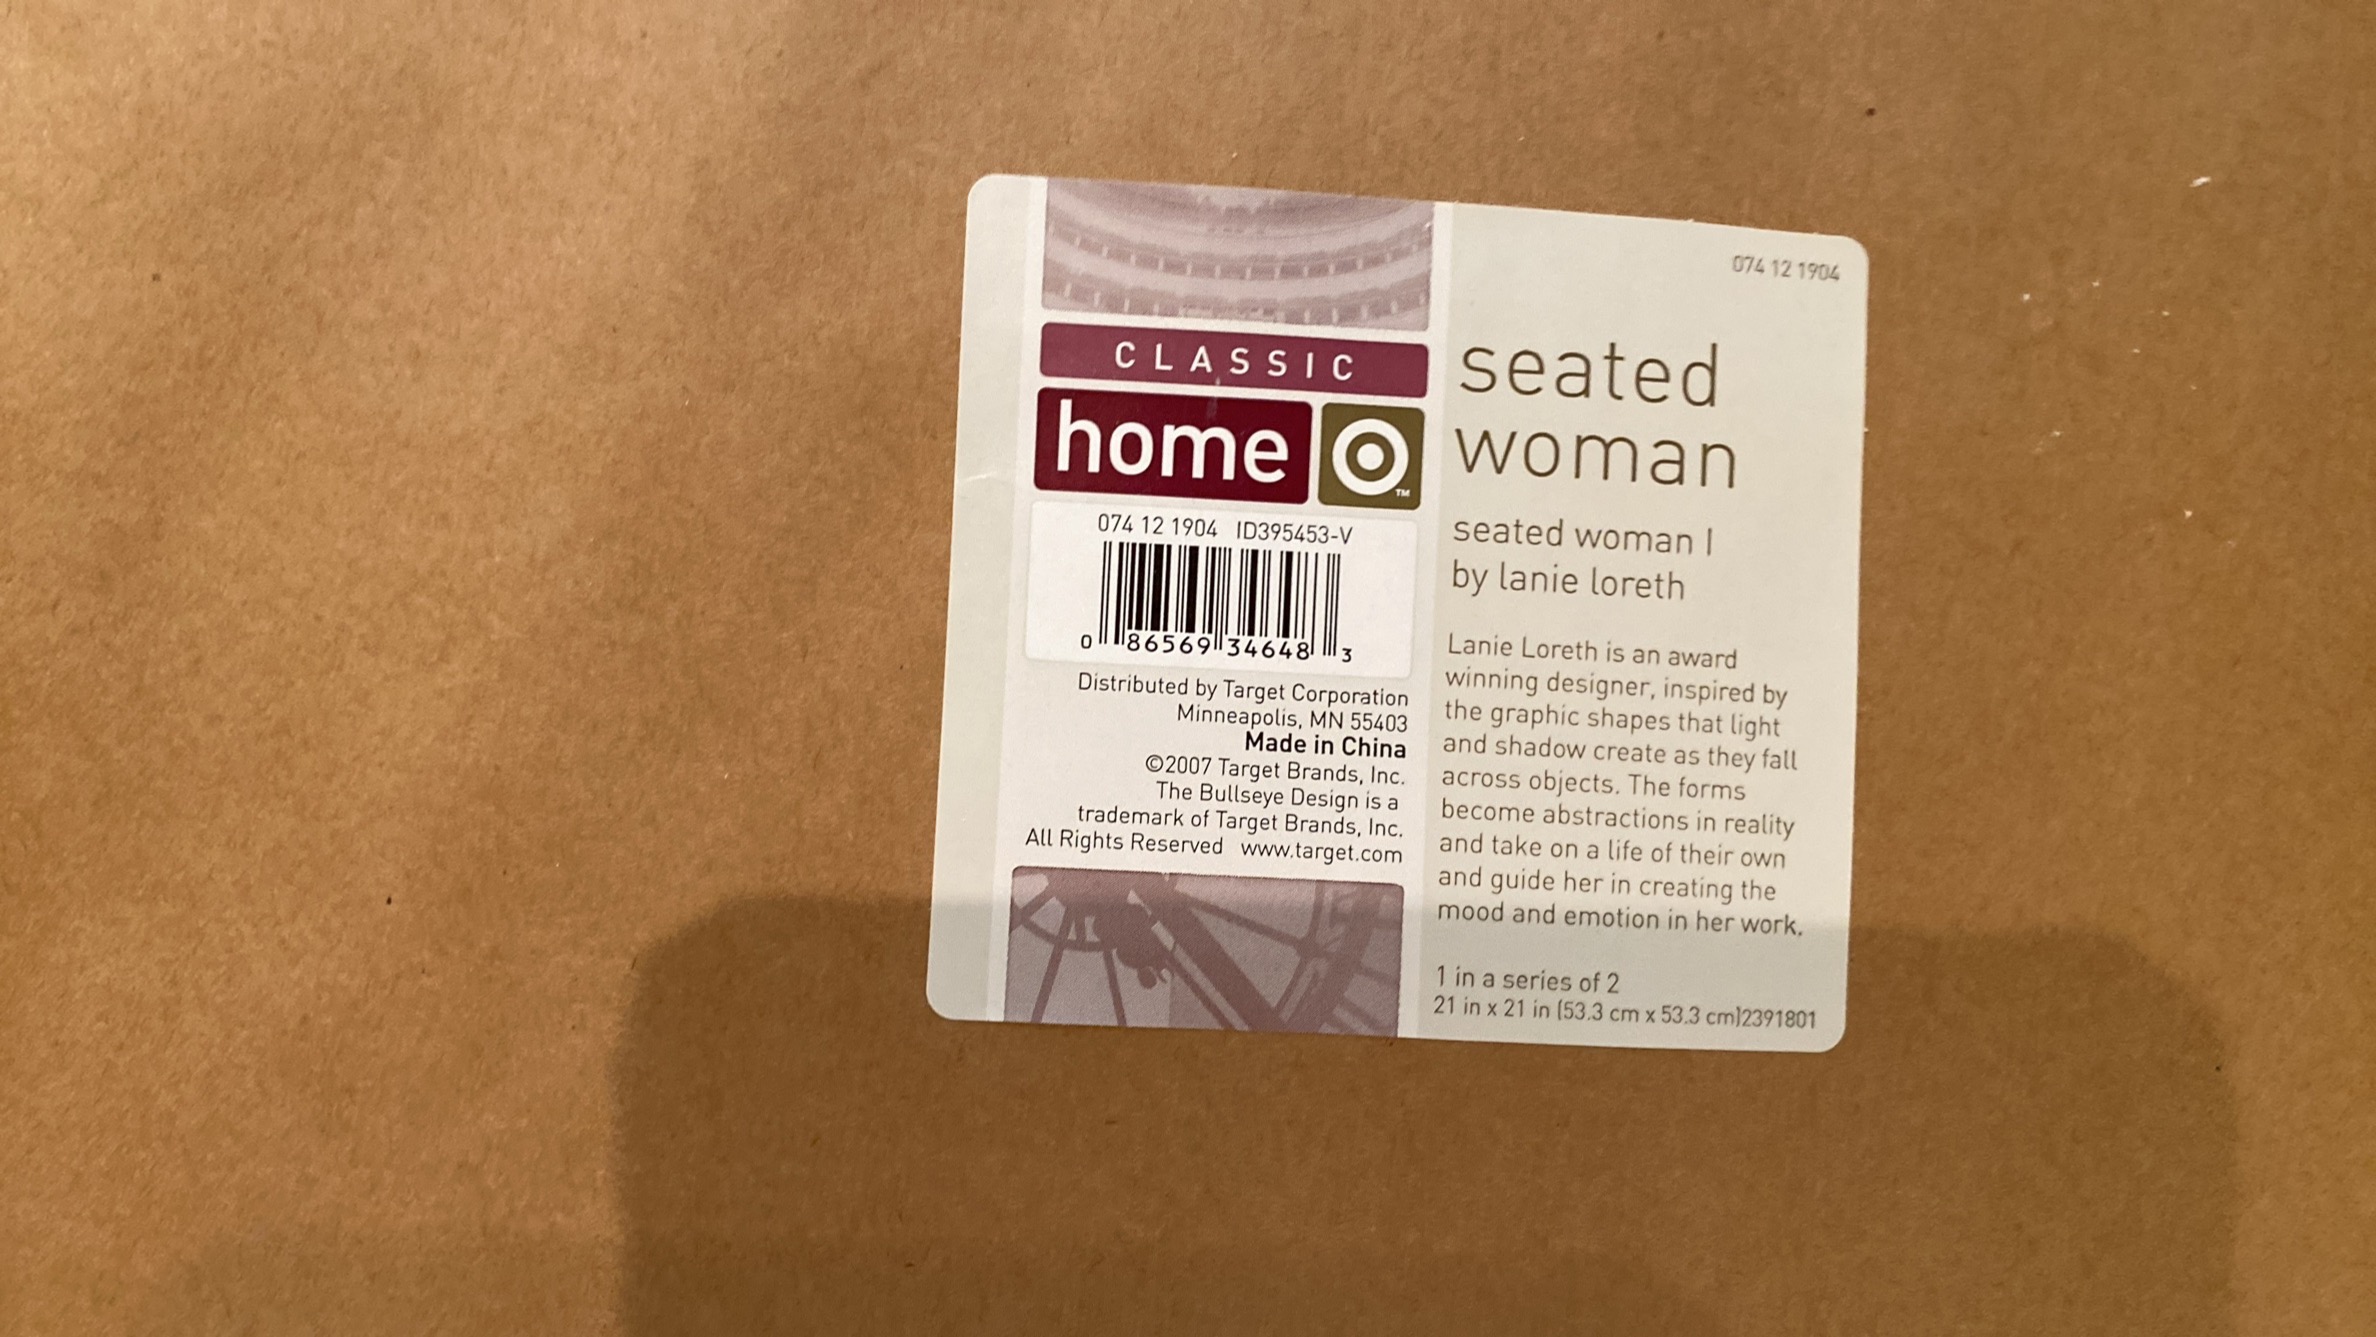 CLASSIC
home
TM
074 12 1904 ID395453-V
0 86569 34648 3
Distributed by Target Corporation
Minneapolis, MN 55403
Made in China
©2007 Target Brands, Inc.
The Bullseye Design is a
trademark of Target Brands, Inc.
All Rights Reserved www.target.com
074 12 1904
seated
woman
seated woman I
by lanie loreth
Lanie Loreth is an award
winning designer, inspired by
the graphic shapes that light
and shadow create as they fall
across objects. The forms
become abstractions in reality
and take on a life of their own
and guide her in creating the
mood and emotion in her work.
1 in a series of 2
21 in x 21 in (53.3 cm x 53.3 cm)2391801